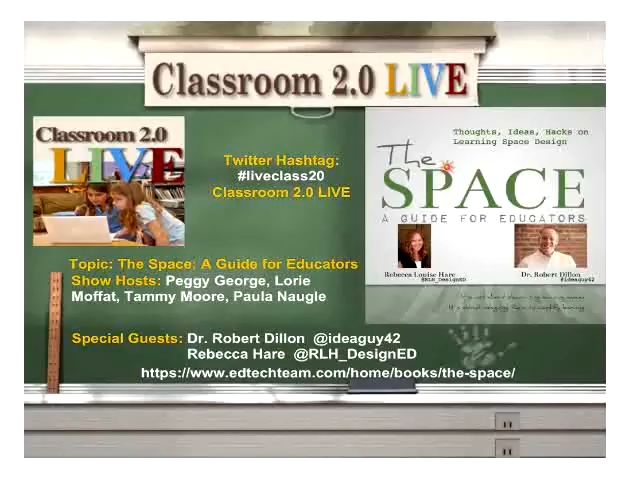 Classroom 2.0 LIVE
Classroom 2.0
LIVE
Twitter Hashtag:
#liveclass20
Classroom 2.0 LIVE
Thoughts, Ideas, Hacks on
Learning Space Design
The
SPACE
A GUIDE FOR EDUCATORS
Rebecca Louise Hare
@RLH_DesignED
Dr. Robert Dillon
@ideaguy42
Topic: The Space: A Guide for Educators
Show Hosts: Peggy George, Lorie
Moffat, Tammy Moore, Paula Naugle
Special Guests: Dr. Robert Dillon @ideaguy42
Rebecca Hare @RLH_DesignED
https://www.edtechteam.com/home/books/the-space/